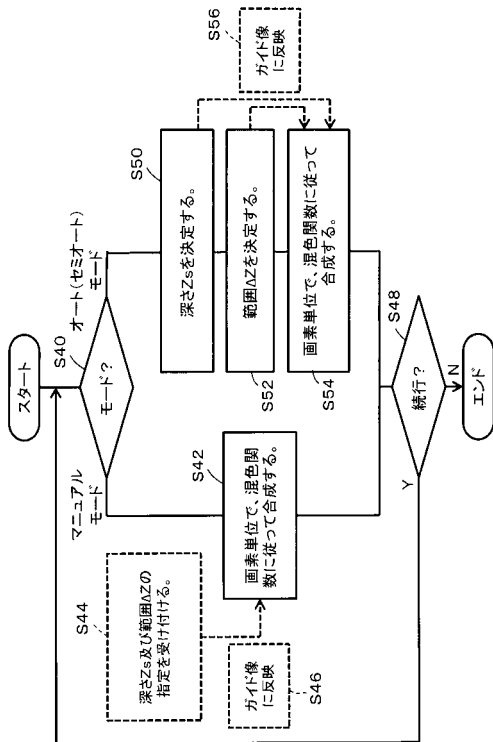 スタート
S40
モード?
マニュアル
モード
オート(セミオート)
モード
S44
深さZs及び範囲ΔZの
指定を受け付ける。
S42
画素単位で、混色関
数に従って合成する。
ガイド像
に反映
S46
S50
深さZsを決定する。
範囲ΔZを決定する。
S52
画素単位で、混色関数に従って
合成する。
S54
S56
ガイド像
に反映
S48
続行?
Y
N
エンド